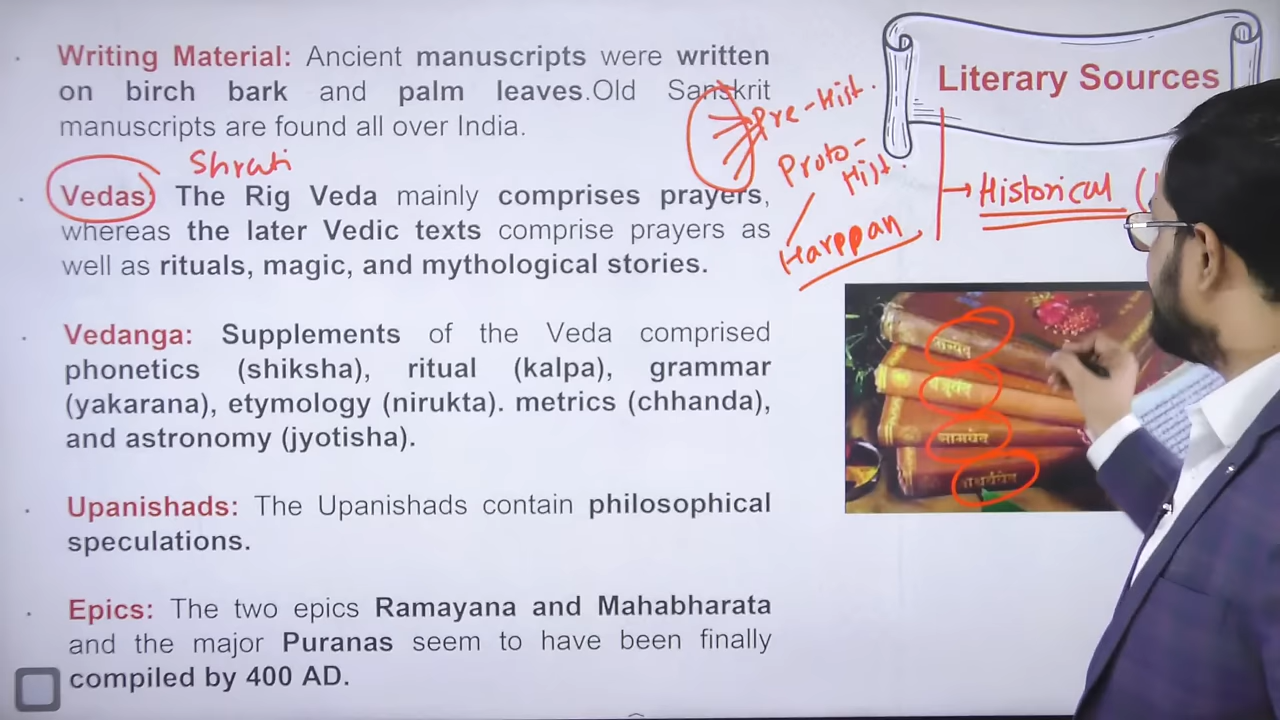 Literary Sources
Writing Material: Ancient manuscripts were written
on birch bark and palm leaves.Old Sanskrit
manuscripts are found all over India.
Pre-Hist.
Proto-
Hist.
Harppan
→ Historical (
Shrati
Vedas: The Rig Veda mainly comprises prayers,
whereas the later Vedic texts comprise prayers as
well as rituals, magic, and mythological stories.
Vedanga: Supplements of the Veda comprised
phonetics (shiksha), ritual (kalpa), grammar
(yakarana), etymology (nirukta). metrics (chhanda),
and astronomy (jyotisha).
सामवेद
अथर्ववेद
Upanishads: The Upanishads contain philosophical
speculations.
Epics: The two epics Ramayana and Mahabharata
and the major Puranas seem to have been finally
compiled by 400 AD.